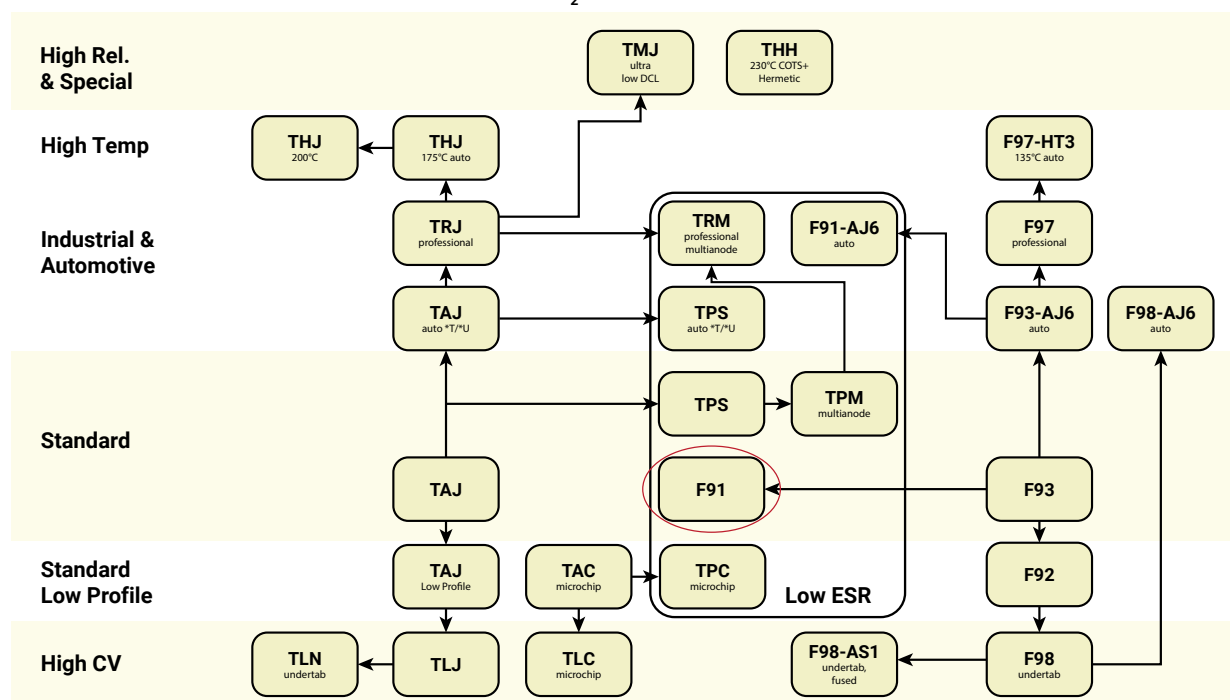 2
High Rel.
& Special
TMJ
ultra
low DCL
THH
230°C COTS+
Hermetic
High Temp
THJ
200°C
THJ
175°C auto
F97-HT3
135°C auto
Industrial &
Automotive
TRJ
professional
TRM
professional
multianode
F91-AJ6
auto
F97
professional
TAJ
auto *T/*U
TPS
auto *T/*U
F93-AJ6
auto
F98-AJ6
auto
Standard
TPS
TPM
multianode
TAJ
F91
F93
Standard
Low Profile
TAJ
Low Profile
TAC
microchip
TPC
microchip
Low ESR
F92
High CV
TLN
undertab
TLJ
TLC
microchip
F98-AS1
undertab,
fused
F98
undertab